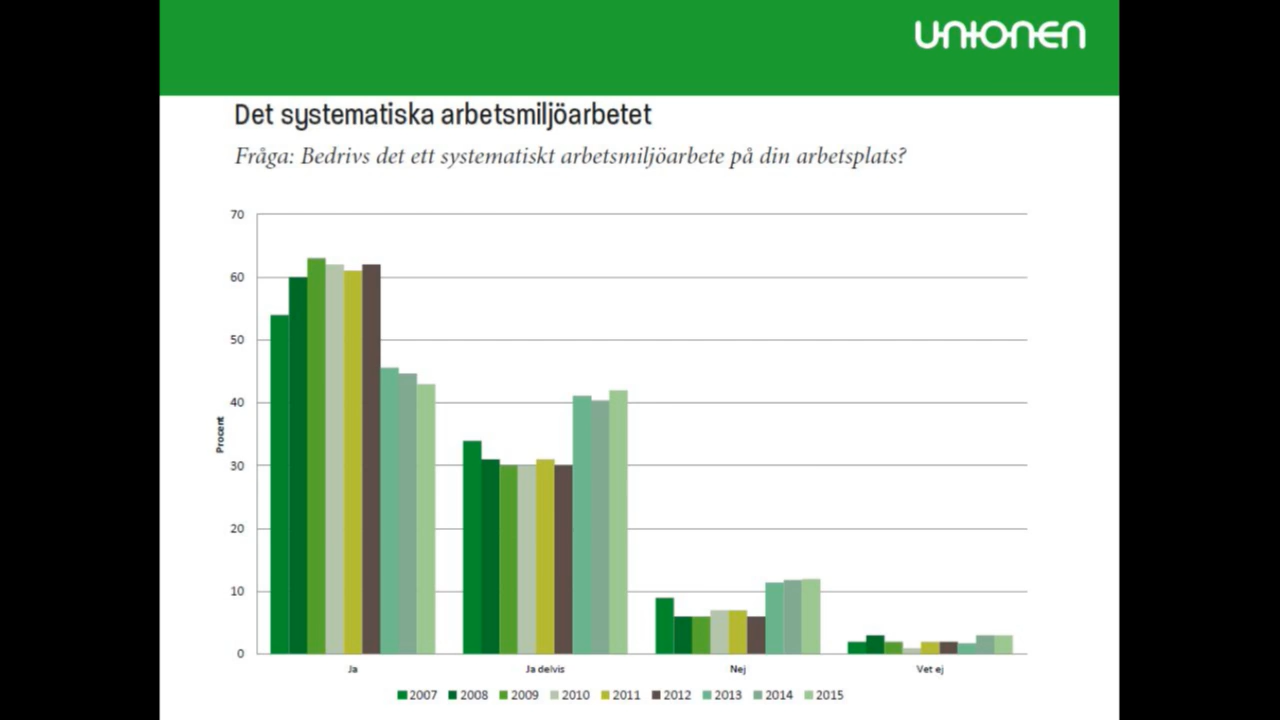 UNIONEN
Det systematiska arbetsmiljöarbetet
Fråga: Bedrivs det ett systematiskt arbetsmiljöarbete på din arbetsplats?
70
60
50
40
30
20
10
0
Procent
Ja Ja delvis Nej Vet ej
2007 2008 2009 2010 2011 2012 2013 2014 2015